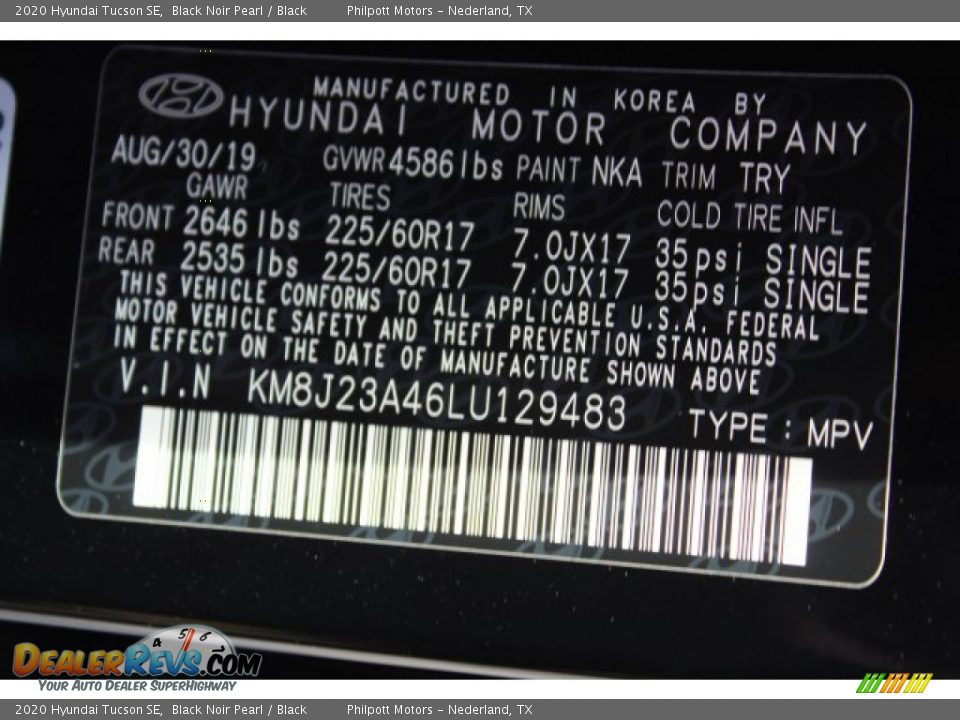 2020 Hyundai Tucson SE, Black Noir Pearl / Black Philpott Motors - Nederland, TX
MANUFACTURED IN KOREA BY
HYUNDAI MOTOR COMPANY
AUG/30/19 GVWR 4586 lbs PAINT NKA TRIM TRY
GAWR TIRES RIMS COLD TIRE INFL
FRONT 2646 lbs 225/60R17 7.0JX17 35psi SINGLE
REAR 2535 lbs 225/60R17 7.0JX17 35psi SINGLE
THIS VEHICLE CONFORMS TO ALL APPLICABLE U.S.A. FEDERAL
MOTOR VEHICLE SAFETY AND THEFT PREVENTION STANDARDS
IN EFFECT ON THE DATE OF MANUFACTURE SHOWN ABOVE
V.I.N KM8J23A46LU129483 TYPE : MPV
4 5 6
DEALERREVS.COM
YOUR AUTO DEALER SUPERHIGHWAY
2020 Hyundai Tucson SE, Black Noir Pearl / Black Philpott Motors - Nederland, TX